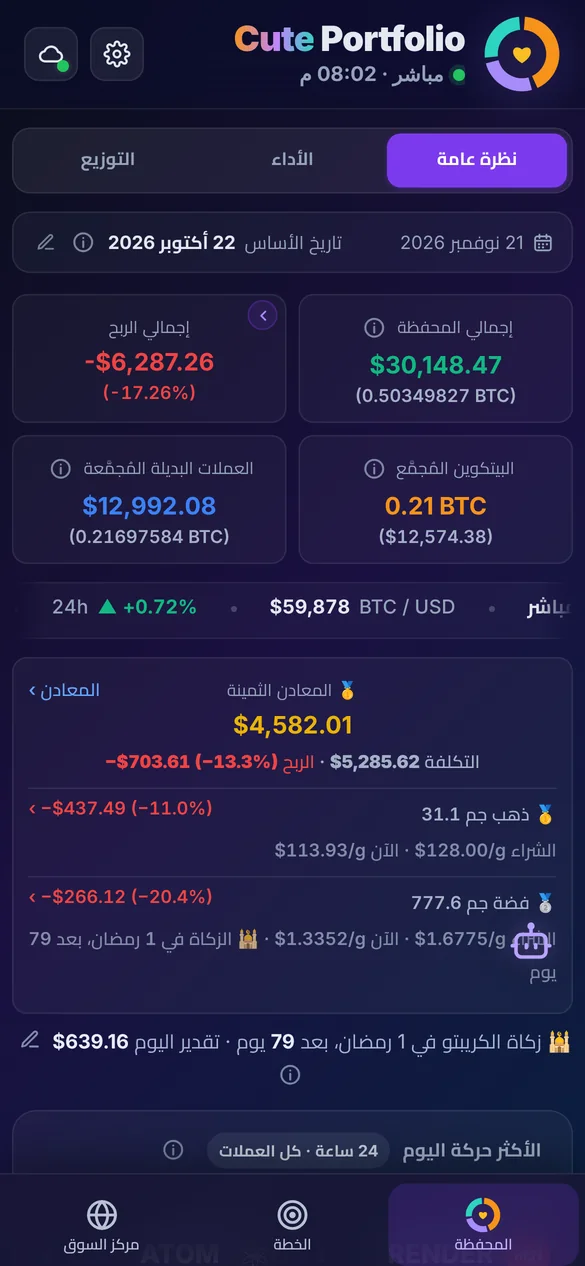 Cute Portfolio
مباشر · 08:02 م
نظرة عامة
الأداء
التوزيع
21 نوفمبر 2026
تاريخ الأساس 22 أكتوبر 2026
إجمالي المحفظة
$30,148.47
(0.50349827 BTC)
إجمالي الربح
-$6,287.26
(-17.26%)
البيتكوين المُجمَّع
0.21 BTC
($12,574.38)
العملات البديلة المُجمَّعة
$12,992.08
(0.21697584 BTC)
مباشر • BTC / USD $59,878 • 24h ▲ +0.72%
🥇 المعادن الثمينة
المعادن ›
$4,582.01
التكلفة $5,285.62 · الربح −$703.61 (−13.3%)
🥇 ذهب جم 31.1
−$437.49 (−11.0%) ›
الشراء $128.00/g · الآن $113.93/g
🥈 فضة جم 777.6
−$266.12 (−20.4%) ›
الشراء $1.6775/g · الآن $1.3352/g · 🕌 الزكاة في 1 رمضان، بعد 79
يوم
🕌 زكاة الكريبتو في 1 رمضان، بعد 79 يوم · تقدير اليوم $639.16
الأكثر حركة اليوم
24 ساعة · كل العملات
RENDER
ATOM
المحفظة
الخطة
مركز السوق